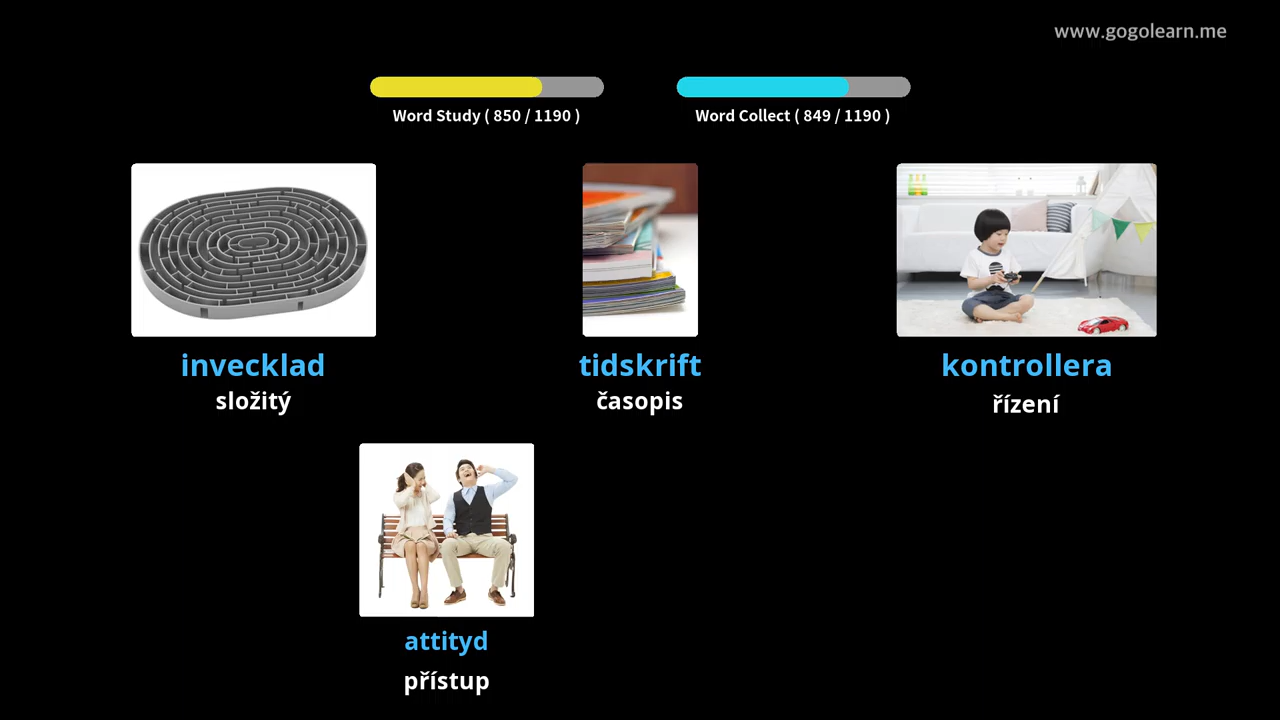 www.gogolearn.me
Word Study ( 850 / 1190 )
Word Collect ( 849 / 1190 )
invecklad
složitý
tidskrift
časopis
kontrollera
řízení
attityd
přístup